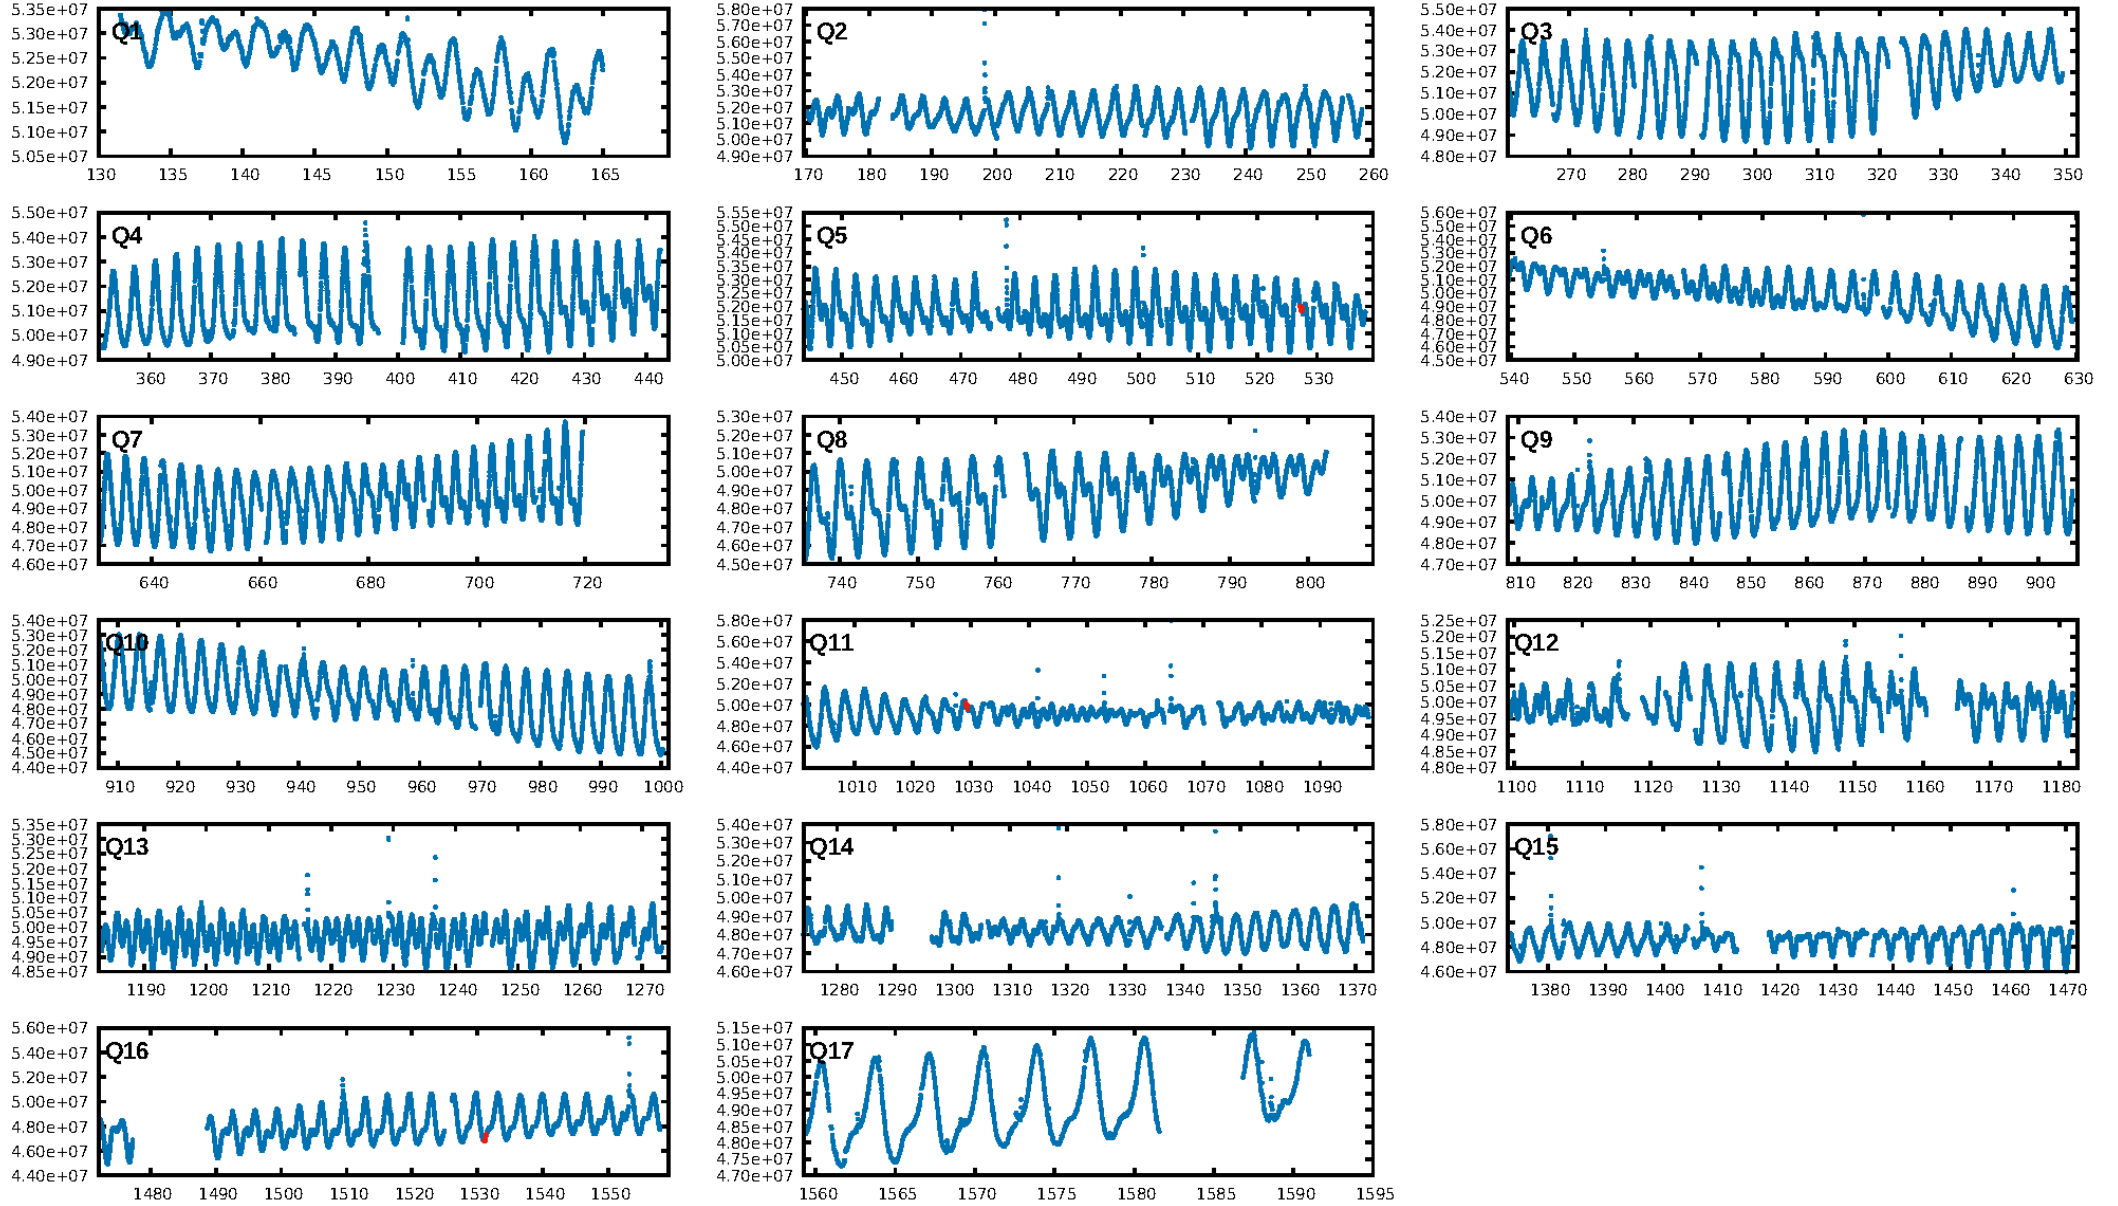 Q1
5.35e+07
5.30e+07
5.25e+07
5.20e+07
5.15e+07
5.10e+07
5.05e+07
130 135 140 145 150 155 160 165
Q2
5.80e+07
5.70e+07
5.60e+07
5.50e+07
5.40e+07
5.30e+07
5.20e+07
5.10e+07
5.00e+07
4.90e+07
170 180 190 200 210 220 230 240 250 260
Q3
5.50e+07
5.40e+07
5.30e+07
5.20e+07
5.10e+07
5.00e+07
4.90e+07
4.80e+07
270 280 290 300 310 320 330 340 350
Q4
5.50e+07
5.40e+07
5.30e+07
5.20e+07
5.10e+07
5.00e+07
4.90e+07
360 370 380 390 400 410 420 430 440
Q5
5.55e+07
5.50e+07
5.45e+07
5.40e+07
5.35e+07
5.30e+07
5.25e+07
5.20e+07
5.15e+07
5.10e+07
5.05e+07
5.00e+07
450 460 470 480 490 500 510 520 530
Q6
5.60e+07
5.50e+07
5.40e+07
5.30e+07
5.20e+07
5.10e+07
5.00e+07
4.90e+07
4.80e+07
4.70e+07
4.60e+07
4.50e+07
540 550 560 570 580 590 600 610 620 630
Q7
5.40e+07
5.30e+07
5.20e+07
5.10e+07
5.00e+07
4.90e+07
4.80e+07
4.70e+07
4.60e+07
640 660 680 700 720
Q8
5.30e+07
5.20e+07
5.10e+07
5.00e+07
4.90e+07
4.80e+07
4.70e+07
4.60e+07
4.50e+07
740 750 760 770 780 790 800
Q9
5.40e+07
5.30e+07
5.20e+07
5.10e+07
5.00e+07
4.90e+07
4.80e+07
4.70e+07
810 820 830 840 850 860 870 880 890 900
Q10
5.40e+07
5.30e+07
5.20e+07
5.10e+07
5.00e+07
4.90e+07
4.80e+07
4.70e+07
4.60e+07
4.50e+07
4.40e+07
910 920 930 940 950 960 970 980 990 1000
Q11
5.80e+07
5.60e+07
5.40e+07
5.20e+07
5.00e+07
4.80e+07
4.60e+07
4.40e+07
1010 1020 1030 1040 1050 1060 1070 1080 1090
Q12
5.25e+07
5.20e+07
5.15e+07
5.10e+07
5.05e+07
5.00e+07
4.95e+07
4.90e+07
4.85e+07
4.80e+07
1100 1110 1120 1130 1140 1150 1160 1170 1180
Q13
5.35e+07
5.30e+07
5.25e+07
5.20e+07
5.15e+07
5.10e+07
5.05e+07
5.00e+07
4.95e+07
4.90e+07
4.85e+07
1190 1200 1210 1220 1230 1240 1250 1260 1270
Q14
5.40e+07
5.30e+07
5.20e+07
5.10e+07
5.00e+07
4.90e+07
4.80e+07
4.70e+07
4.60e+07
1280 1290 1300 1310 1320 1330 1340 1350 1360 1370
Q15
5.80e+07
5.60e+07
5.40e+07
5.20e+07
5.00e+07
4.80e+07
4.60e+07
1380 1390 1400 1410 1420 1430 1440 1450 1460 1470
Q16
5.60e+07
5.40e+07
5.20e+07
5.00e+07
4.80e+07
4.60e+07
4.40e+07
1480 1490 1500 1510 1520 1530 1540 1550
Q17
5.15e+07
5.10e+07
5.05e+07
5.00e+07
4.95e+07
4.90e+07
4.85e+07
4.80e+07
4.75e+07
4.70e+07
1560 1565 1570 1575 1580 1585 1590 1595